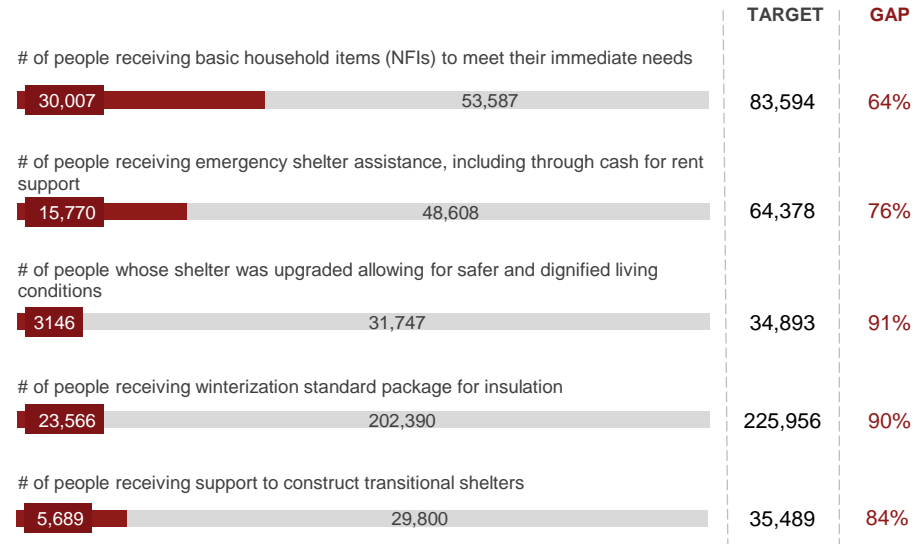 TARGET GAP
# of people receiving basic household items (NFIs) to meet their immediate needs
30,007 53,587 83,594 64%
# of people receiving emergency shelter assistance, including through cash for rent
support
15,770 48,608 64,378 76%
# of people whose shelter was upgraded allowing for safer and dignified living
conditions
3146 31,747 34,893 91%
# of people receiving winterization standard package for insulation
23,566 202,390 225,956 90%
# of people receiving support to construct transitional shelters
5,689 29,800 35,489 84%